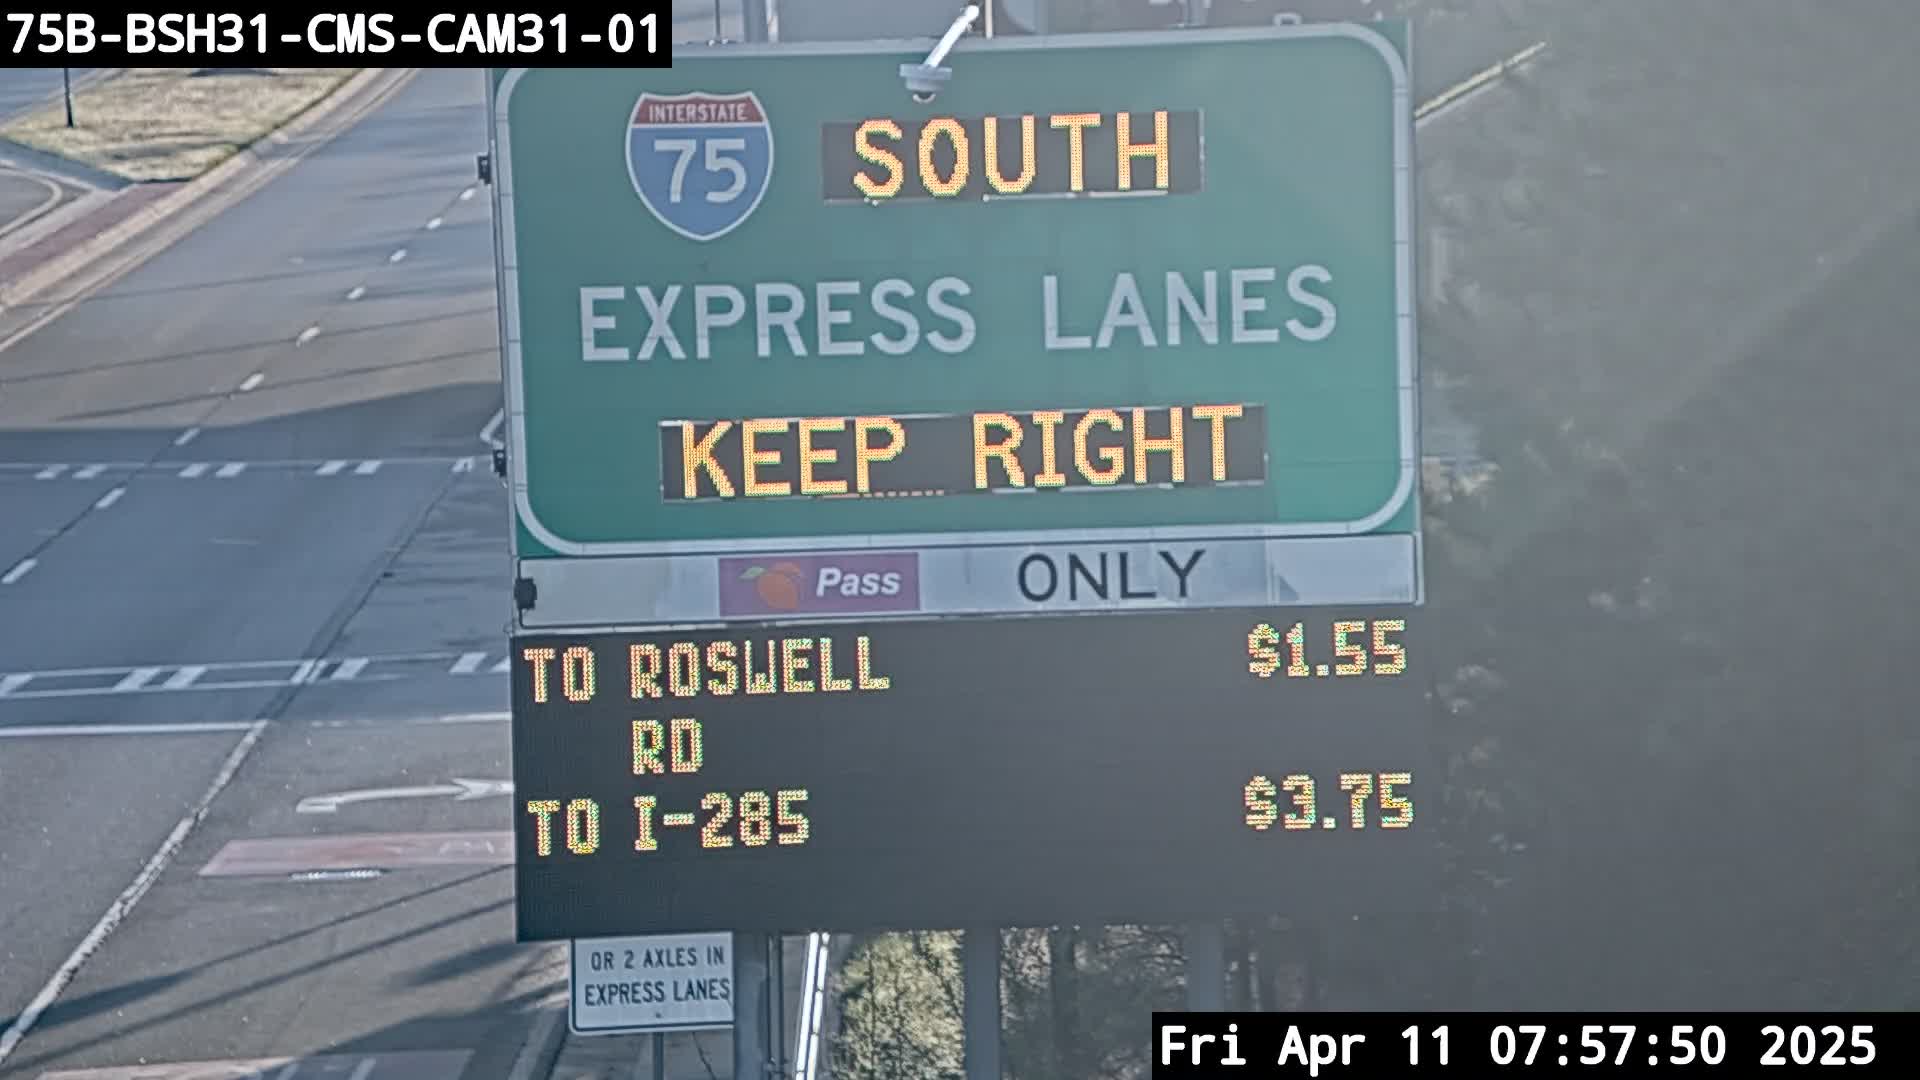 75B-BSH31-CMS-CAM31-01
INTERSTATE
75
SOUTH
EXPRESS LANES
KEEP RIGHT
Pass ONLY
TO ROSWELL $1.55
RD
TO I-285 $3.75
OR 2 AXLES IN
EXPRESS LANES
Fri Apr 11 07:57:50 2025